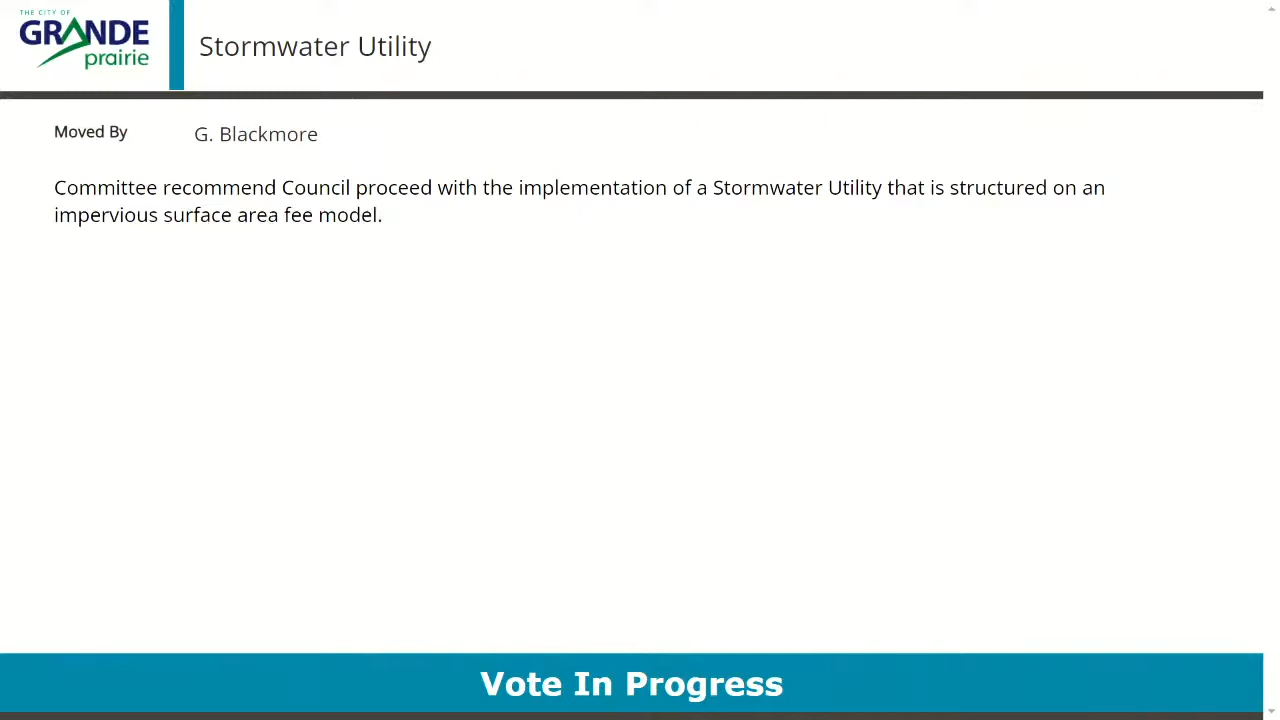 THE CITY OF
GRANDE
prairie
Stormwater Utility
Moved By
G. Blackmore
Committee recommend Council proceed with the implementation of a Stormwater Utility that is structured on an
impervious surface area fee model.
Vote In Progress